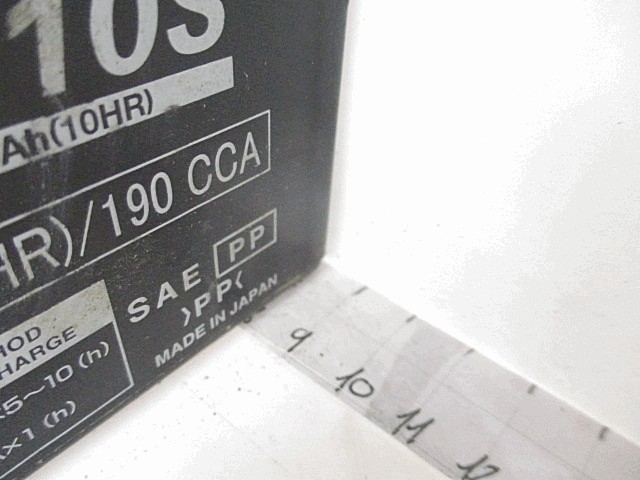 10S
Ah(10HR)
HR)/190 CCA
SAE PP
>PP<
MADE IN JAPAN
HOD
HARGE
5~10 (h)
×1 (h)
9 10 11 12